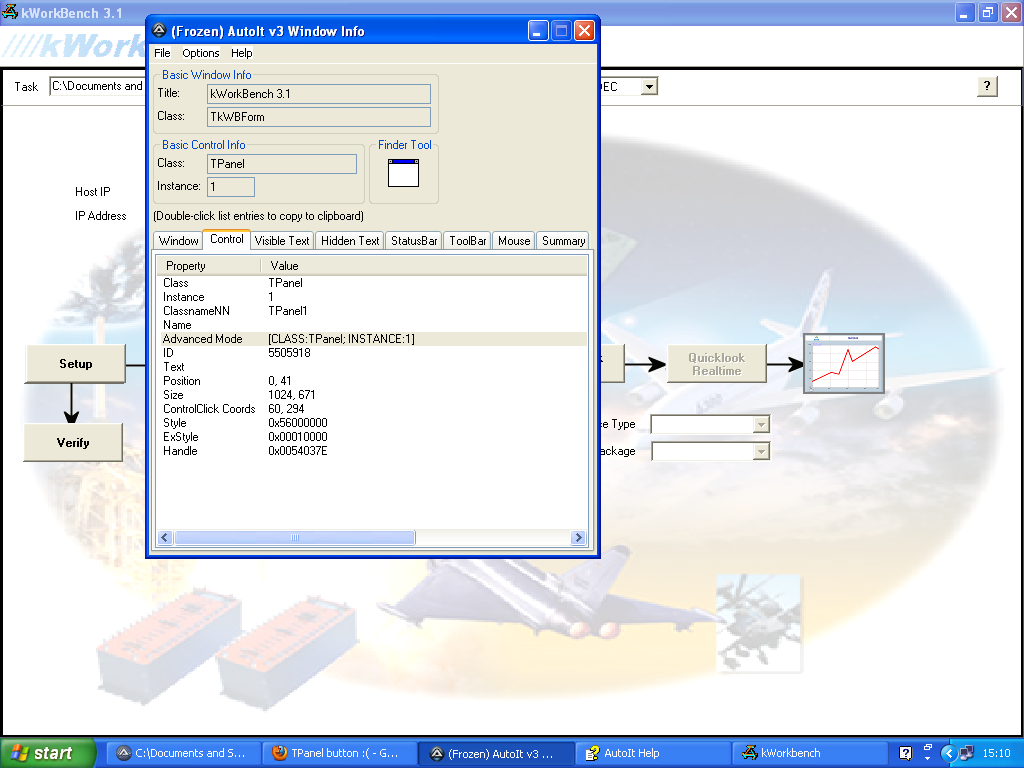 kWorkBench 3.1
////kWork
(Frozen) AutoIt v3 Window Info
File Options Help
Task C:\Documents and
DEC
?
Basic Window Info
Title: kWorkBench 3.1
Class: TkWBForm
Basic Control Info
Class: TPanel
Instance: 1
Finder Tool
(Double-click list entries to copy to clipboard)
Window Control Visible Text Hidden Text StatusBar ToolBar Mouse Summary
Property Value
Class TPanel
Instance 1
ClassnameNN TPanel1
Name
Advanced Mode [CLASS:TPanel; INSTANCE:1]
ID 5505918
Text
Position 0, 41
Size 1024, 671
ControlClick Coords 60, 294
Style 0x56000000
ExStyle 0x00010000
Handle 0x0054037E
Host IP
IP Address
Setup
Verify
Quicklook
Realtime
e Type
ackage
start
C:\Documents and S...
TPanel button :( - G...
(Frozen) AutoIt v3 ...
AutoIt Help
kWorkbench
?
15:10